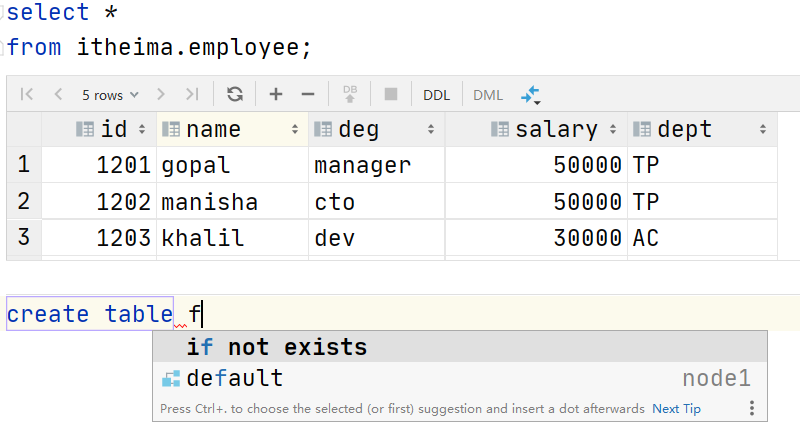 select *
from itheima.employee;
5 rows DB DDL DML
id name deg salary dept
1 1201 gopal manager 50000 TP
2 1202 manisha cto 50000 TP
3 1203 khalil dev 30000 AC
create table f
if not exists
default node1
Press Ctrl+. to choose the selected (or first) suggestion and insert a dot afterwards Next Tip